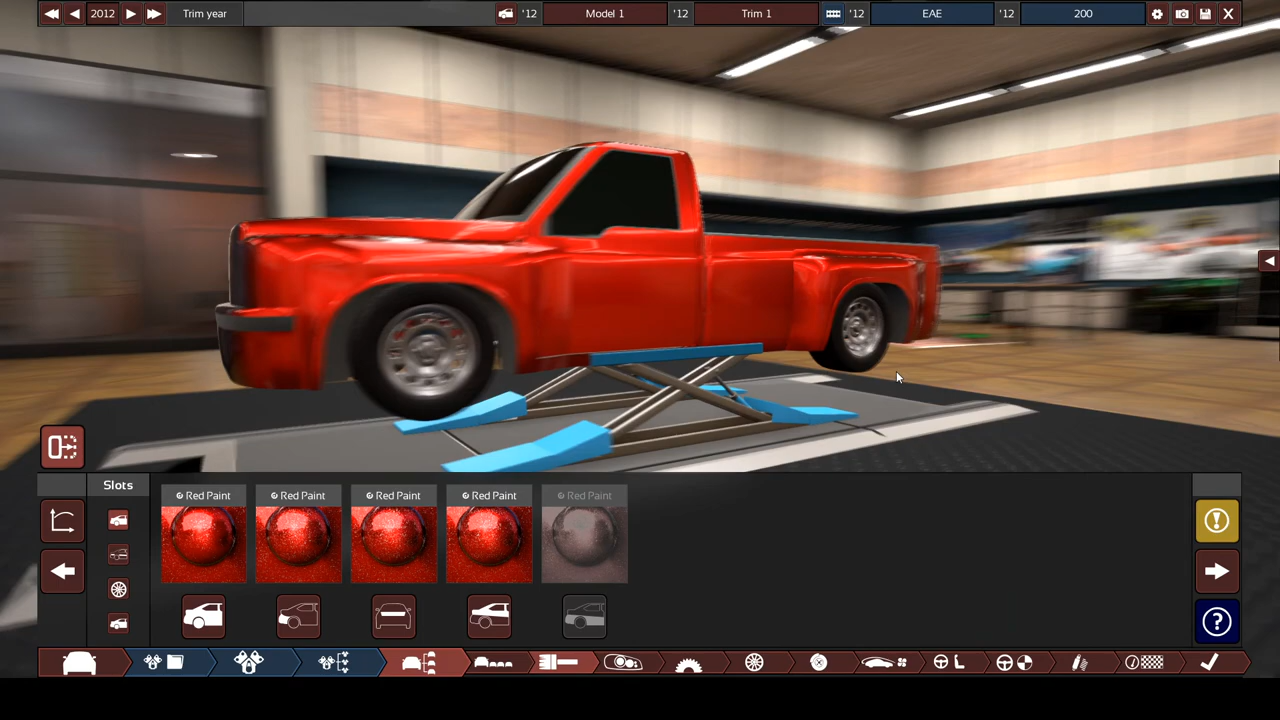 2012 Trim year '12 Model 1 '12 Trim 1 '12 EAE '12 200
Slots
Red Paint Red Paint Red Paint Red Paint Red Paint
?